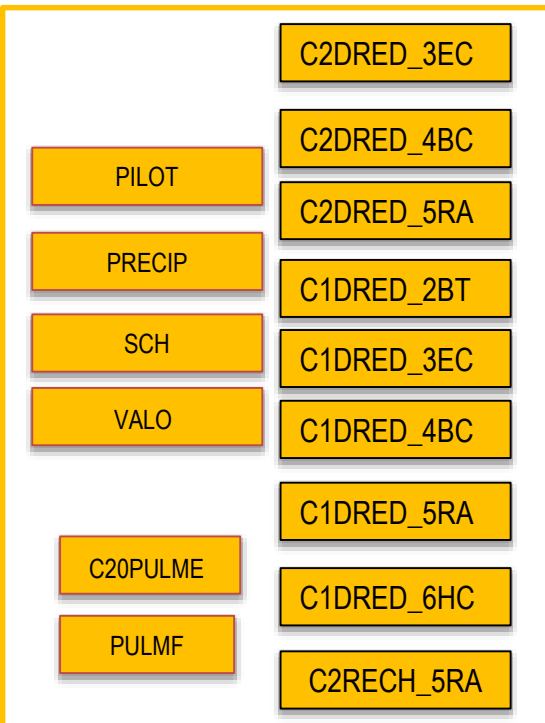 PILOT
PRECIP
SCH
VALO
C20PULME
PULMF
C2DRED_3EC
C2DRED_4BC
C2DRED_5RA
C1DRED_2BT
C1DRED_3EC
C1DRED_4BC
C1DRED_5RA
C1DRED_6HC
C2RECH_5RA